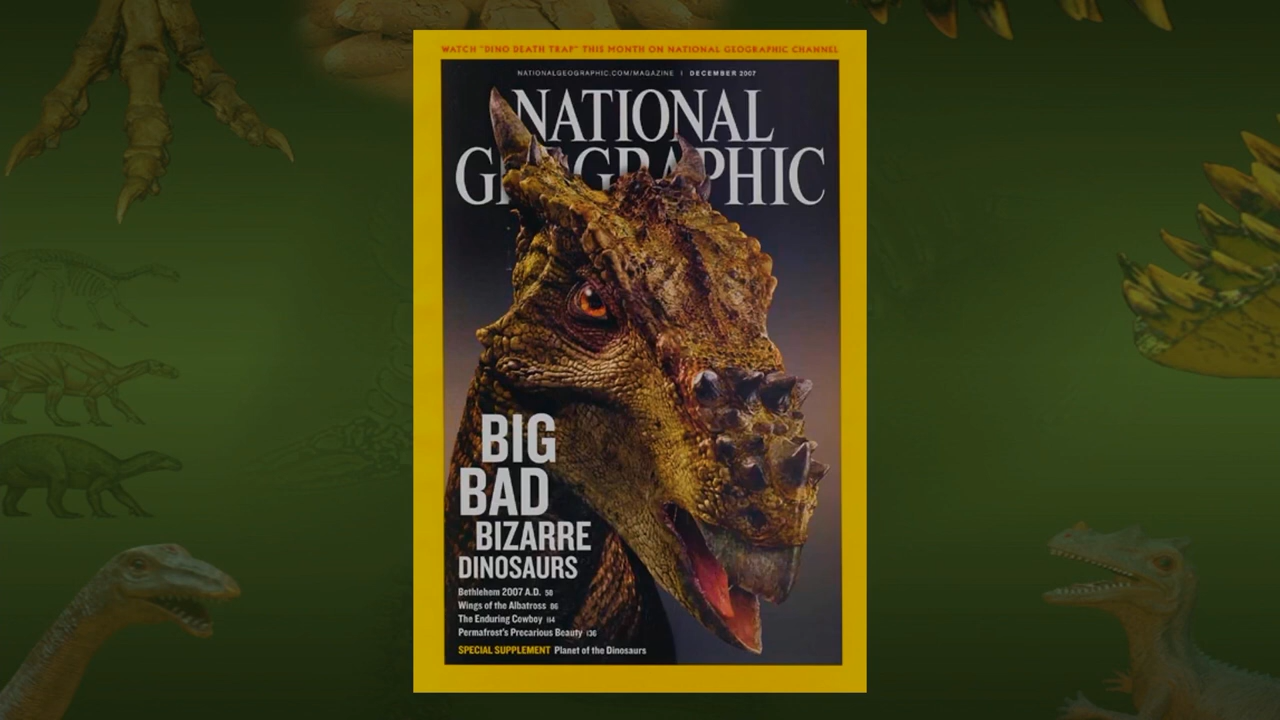 WATCH "DINO DEATH TRAP" THIS MONTH ON NATIONAL GEOGRAPHIC CHANNEL
NATIONALGEOGRAPHIC.COM/MAGAZINE | DECEMBER 2007
NATIONAL
GEOGRAPHIC
BIG
BAD
BIZARRE
DINOSAURS
Bethlehem 2007 A.D. 58
Wings of the Albatross 86
The Enduring Cowboy 114
Permafrost's Precarious Beauty 136
SPECIAL SUPPLEMENT Planet of the Dinosaurs